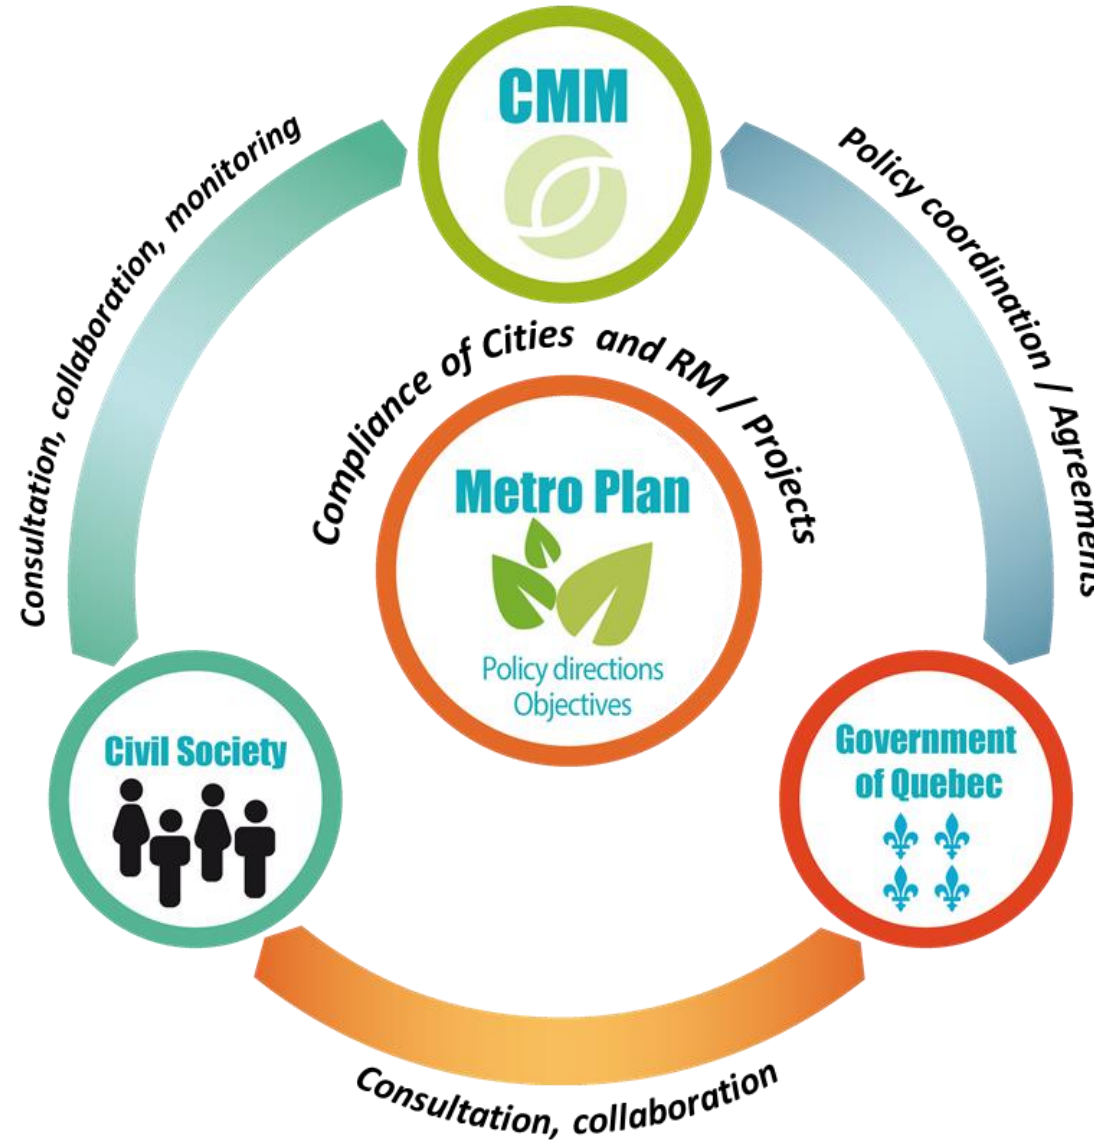 CMM
Consultation, collaboration, monitoring
Policy coordination / Agreements
Compliance of Cities and RM / Projects
Metro Plan
Policy directions
Objectives
Civil Society
Government
of Quebec
Consultation, collaboration